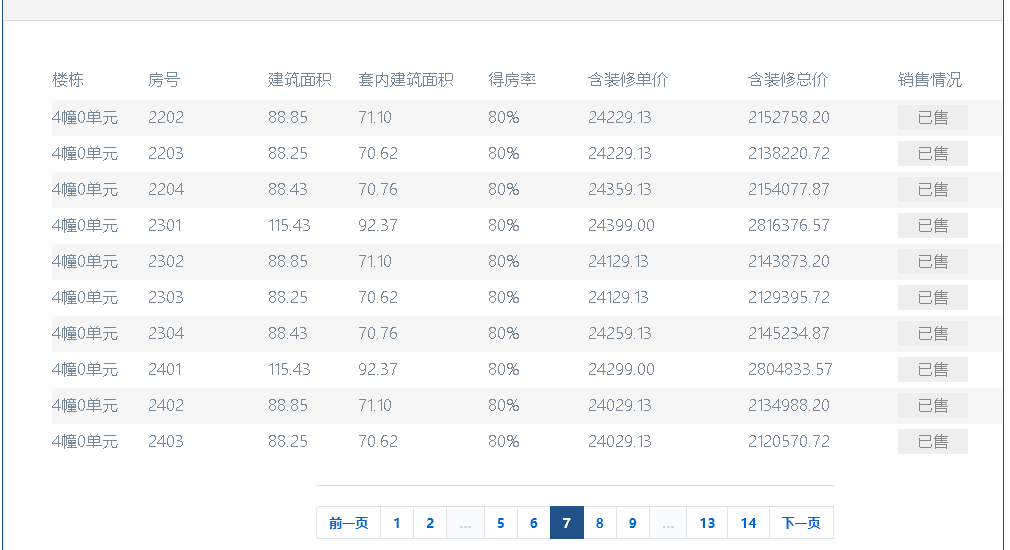 楼栋 房号 建筑面积 套内建筑面积 得房率 含装修单价 含装修总价 销售情况
4幢0单元 2202 88.85 71.10 80% 24229.13 2152758.20 已售
4幢0单元 2203 88.25 70.62 80% 24229.13 2138220.72 已售
4幢0单元 2204 88.43 70.76 80% 24359.13 2154077.87 已售
4幢0单元 2301 115.43 92.37 80% 24399.00 2816376.57 已售
4幢0单元 2302 88.85 71.10 80% 24129.13 2143873.20 已售
4幢0单元 2303 88.25 70.62 80% 24129.13 2129395.72 已售
4幢0单元 2304 88.43 70.76 80% 24259.13 2145234.87 已售
4幢0单元 2401 115.43 92.37 80% 24299.00 2804833.57 已售
4幢0单元 2402 88.85 71.10 80% 24029.13 2134988.20 已售
4幢0单元 2403 88.25 70.62 80% 24029.13 2120570.72 已售
前一页 1 2 ... 5 6 7 8 9 ... 13 14 下一页